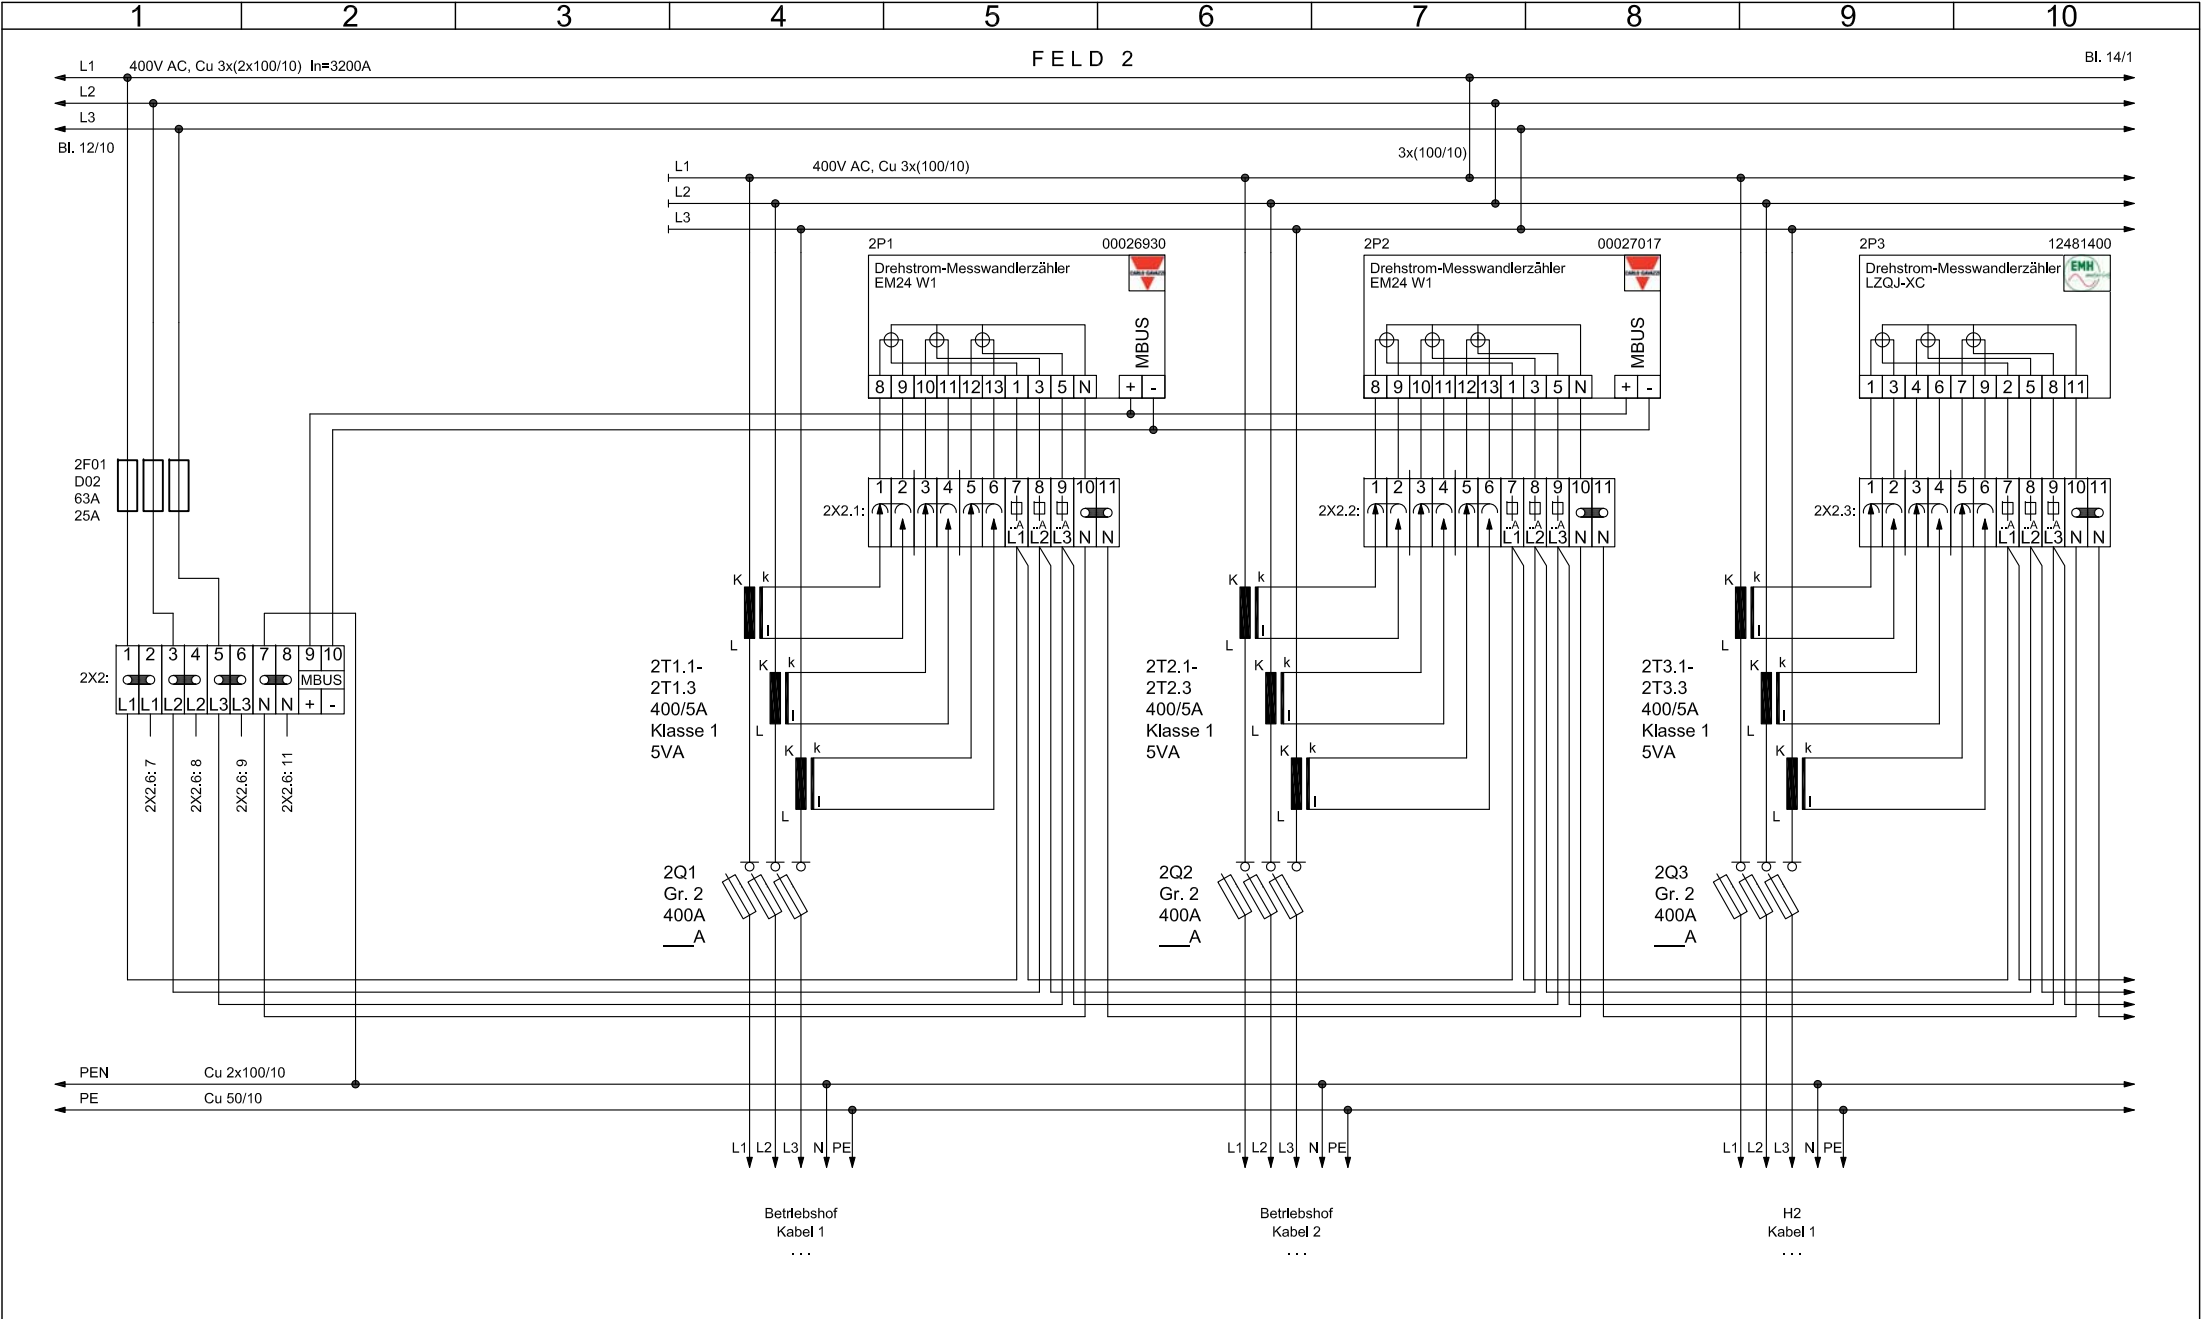 1 2 3 4 5 6 7 8 9 10
FELD 2
L1 400V AC, Cu 3x(2x100/10) In=3200A
Bl. 14/1
L2
L3
Bl. 12/10
L1 400V AC, Cu 3x(100/10)
3x(100/10)
L2
L3
2P1 00026930
Drehstrom-Messwandlerzähler
EM24 W1
CARLO GAVAZZI
MBUS
8 9 10 11 12 13 1 3 5 N + -
2P2 00027017
Drehstrom-Messwandlerzähler
EM24 W1
CARLO GAVAZZI
MBUS
8 9 10 11 12 13 1 3 5 N + -
2P3 12481400
Drehstrom-Messwandlerzähler
LZQJ-XC
EMH
1 3 4 6 7 9 2 5 8 11
2F01
D02
63A
25A
2X2.1:
1 2 3 4 5 6 7 8 9 10 11
...A ...A ...A
L1 L2 L3 N N
2X2.2:
1 2 3 4 5 6 7 8 9 10 11
...A ...A ...A
L1 L2 L3 N N
2X2.3:
1 2 3 4 5 6 7 8 9 10 11
...A ...A ...A
L1 L2 L3 N N
2X2:
1 2 3 4 5 6 7 8 9 10
MBUS
L1 L1 L2 L2 L3 L3 N N + -
2X2.6: 7
2X2.6: 8
2X2.6: 9
2X2.6: 11
K k
L l
K k
L l
K k
L l
2T1.1-
2T1.3
400/5A
Klasse 1
5VA
K k
L l
K k
L l
K k
L l
2T2.1-
2T2.3
400/5A
Klasse 1
5VA
K k
L l
K k
L l
K k
L l
2T3.1-
2T3.3
400/5A
Klasse 1
5VA
2Q1
Gr. 2
400A
___A
2Q2
Gr. 2
400A
___A
2Q3
Gr. 2
400A
___A
PEN Cu 2x100/10
PE Cu 50/10
L1 L2 L3 N PE
L1 L2 L3 N PE
L1 L2 L3 N PE
Betriebshof
Kabel 1
...
Betriebshof
Kabel 2
...
H2
Kabel 1
...